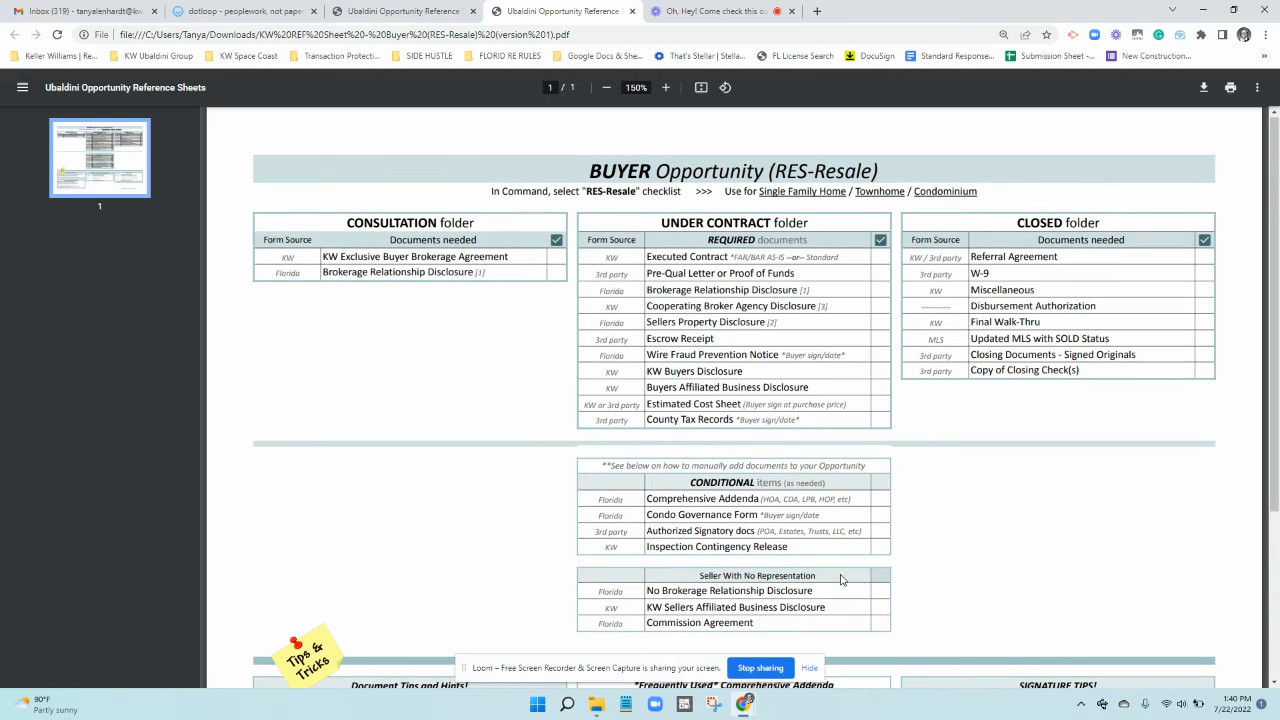 Inbox (319) - tanyalenhardt@kw.
dotloop - peoplework, not paper
Ubaldini Opportunity Reference
Ubaldini Opportunity Reference S
Oh, Hey! Come check this o
File
file:///C:/Users/Tanya/Downloads/KW%20REF%20Sheet%20-%20Buyer%20(RES-Resale)%20(version%201).pdf
Keller Williams | Re...
KW Ubaldini Group
KW Space Coast
Transaction Protecti...
SIDE HUSTLE
FLORID RE RULES
Google Docs & She...
That's Stellar | Stella...
FL License Search
DocuSign
Standard Response...
Submission Sheet -...
New Construction...
Ubaldini Opportunity Reference Sheets
1 / 1
150%
1
BUYER Opportunity (RES-Resale)
In Command, select "RES-Resale" checklist >>> Use for Single Family Home / Townhome / Condominium
CONSULTATION folder
Form Source Documents needed
KW KW Exclusive Buyer Brokerage Agreement
Florida Brokerage Relationship Disclosure [1]
UNDER CONTRACT folder
Form Source REQUIRED documents
KW Executed Contract *FAR/BAR AS-IS --or-- Standard
3rd party Pre-Qual Letter or Proof of Funds
Florida Brokerage Relationship Disclosure [1]
KW Cooperating Broker Agency Disclosure [3]
Florida Sellers Property Disclosure [2]
3rd party Escrow Receipt
Florida Wire Fraud Prevention Notice *Buyer sign/date*
KW KW Buyers Disclosure
KW Buyers Affiliated Business Disclosure
KW or 3rd party Estimated Cost Sheet (Buyer sign at purchase price)
3rd party County Tax Records *Buyer sign/date*
CLOSED folder
Form Source Documents needed
KW / 3rd party Referral Agreement
3rd party W-9
KW Miscellaneous
----------- Disbursement Authorization
KW Final Walk-Thru
MLS Updated MLS with SOLD Status
3rd party Closing Documents - Signed Originals
3rd party Copy of Closing Check(s)
**See below on how to manually add documents to your Opportunity
CONDITIONAL items (as needed)
Florida Comprehensive Addenda (HOA, CDA, LPB, HOP, etc)
Florida Condo Governance Form *Buyer sign/date
3rd party Authorized Signatory docs (POA, Estates, Trusts, LLC, etc)
KW Inspection Contingency Release
Seller With No Representation
Florida No Brokerage Relationship Disclosure
KW KW Sellers Affiliated Business Disclosure
Florida Commission Agreement
Tips &
Tricks
Loom – Free Screen Recorder & Screen Capture is sharing your screen.
Stop sharing
Hide
Document Tips and Hints!
*Frequently Used* Comprehensive Addenda
SIGNATURE TIPS!
90°F
Partly sunny
1:40 PM
7/22/2022